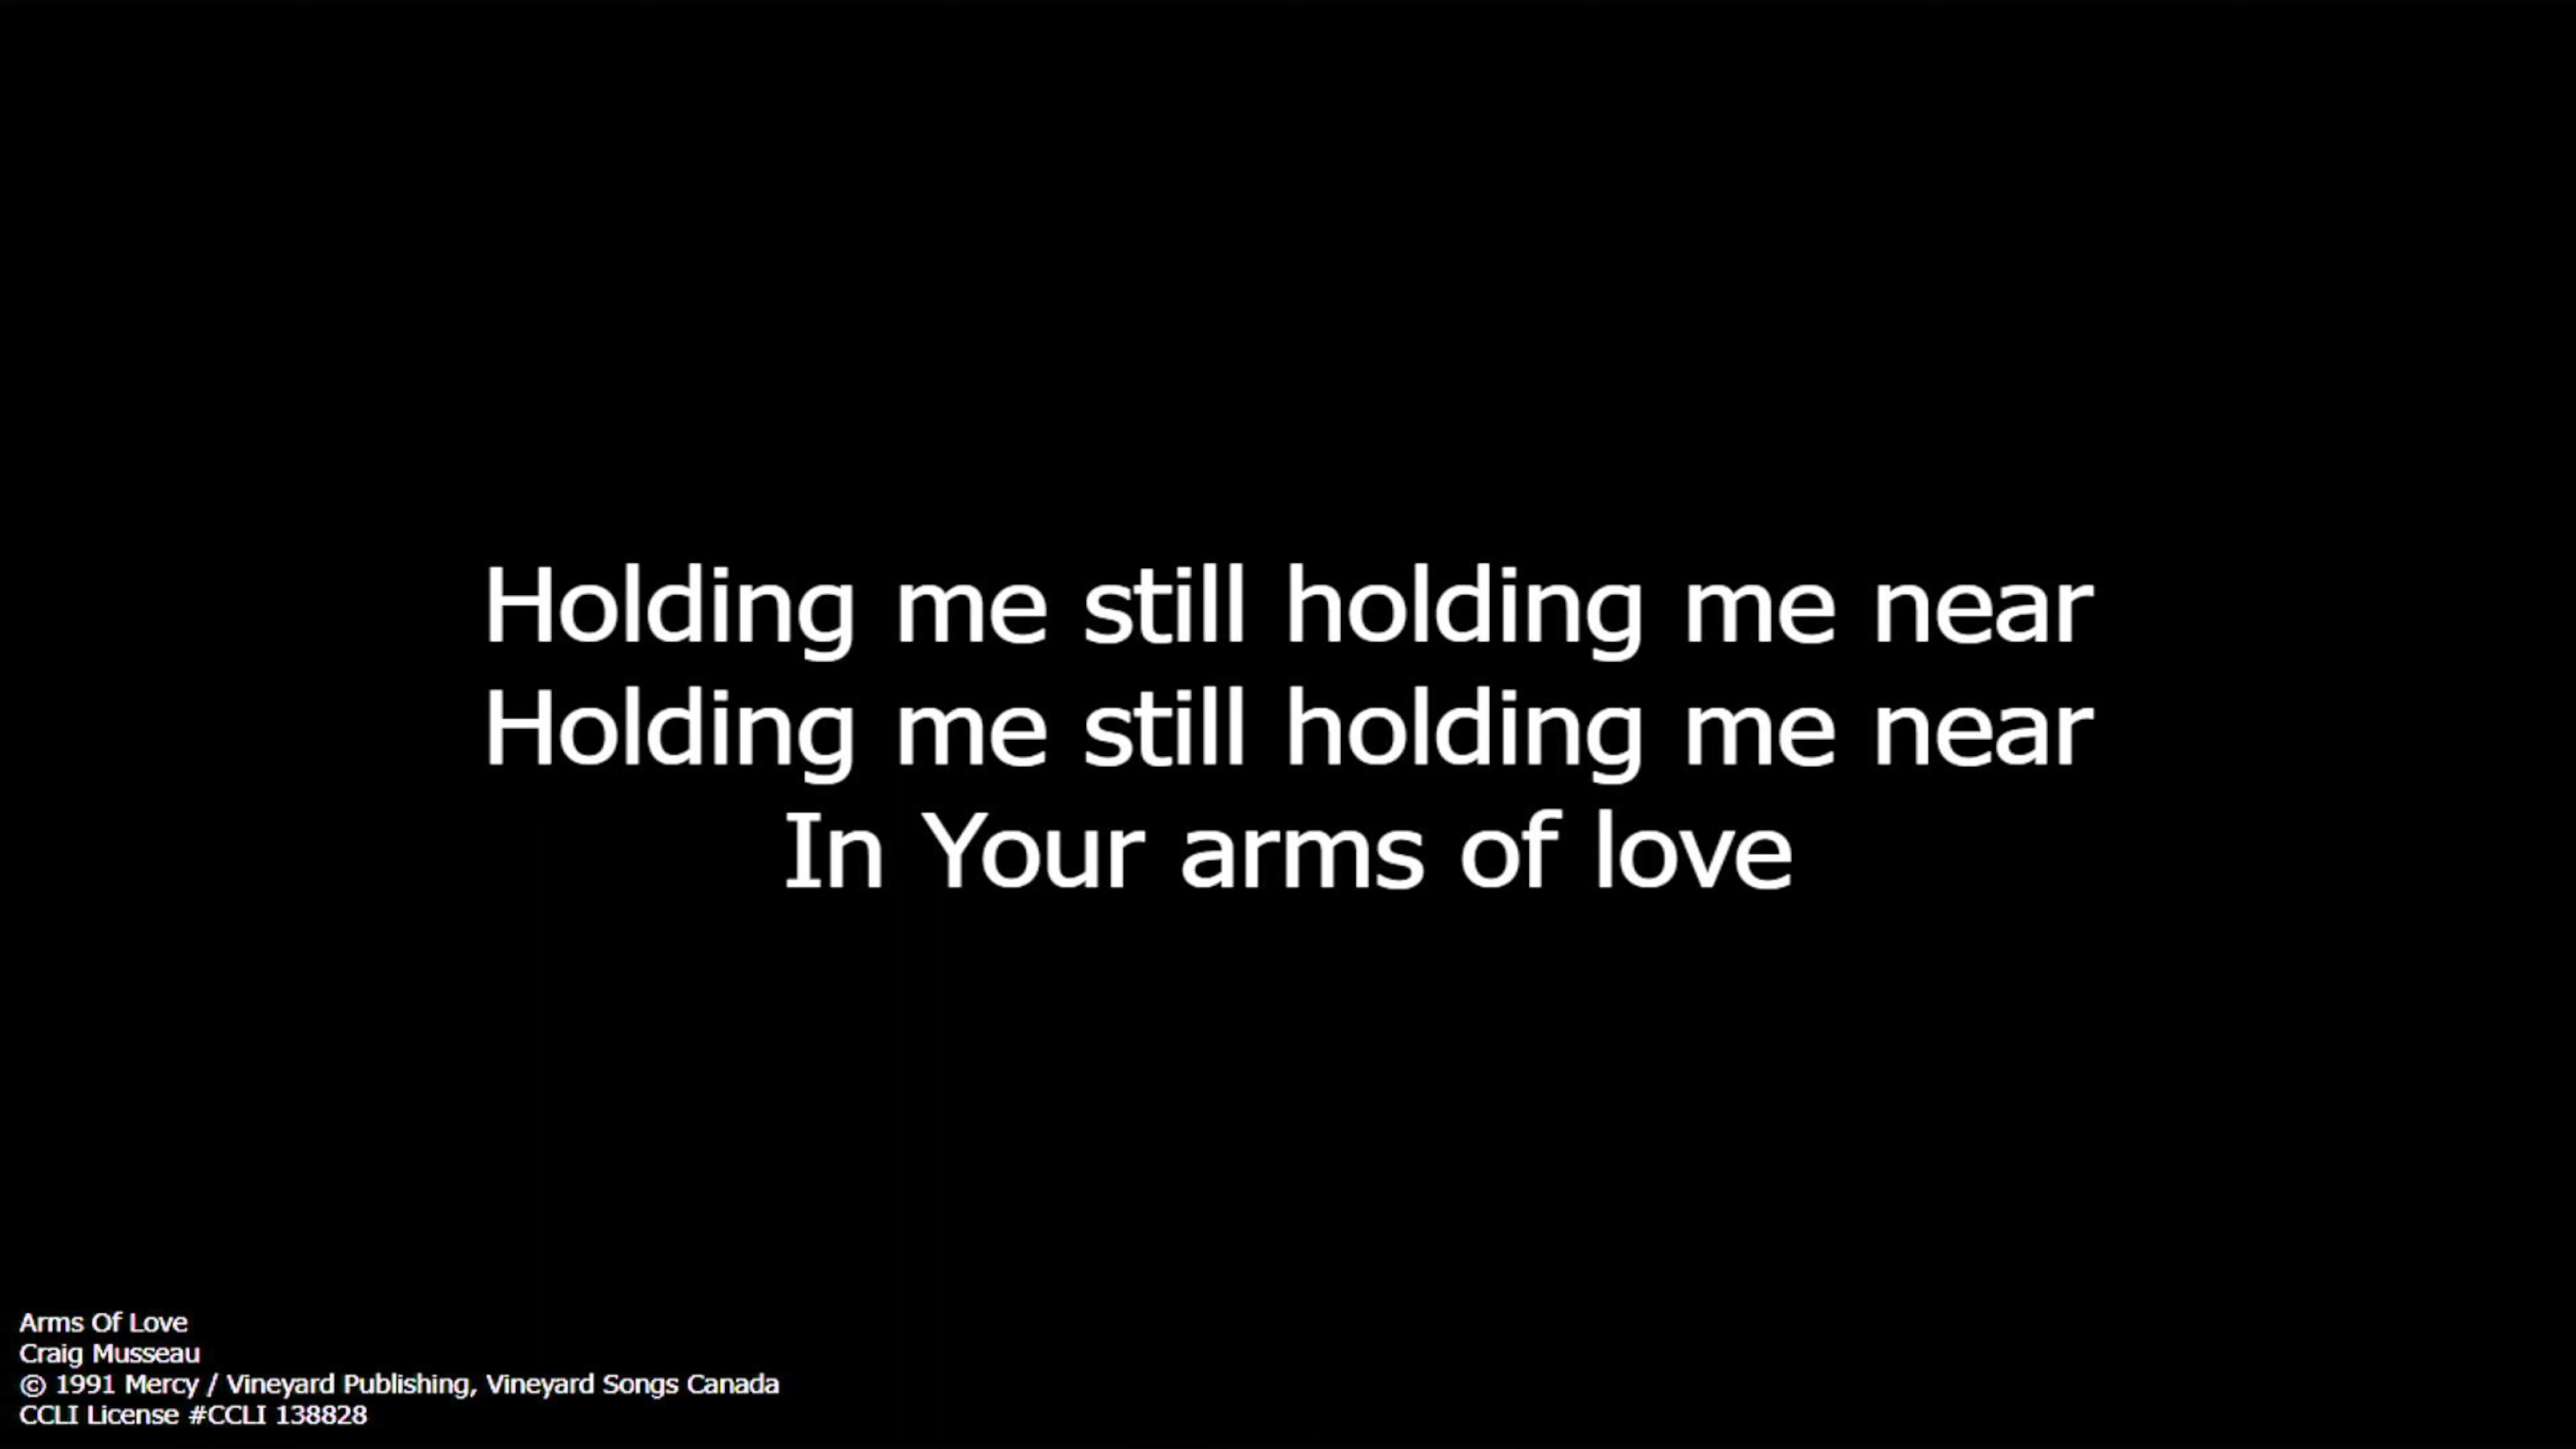 Holding me still holding me near
Holding me still holding me near
In Your arms of love
Arms Of Love
Craig Musseau
© 1991 Mercy / Vineyard Publishing, Vineyard Songs Canada
CCLI License #CCLI 138828